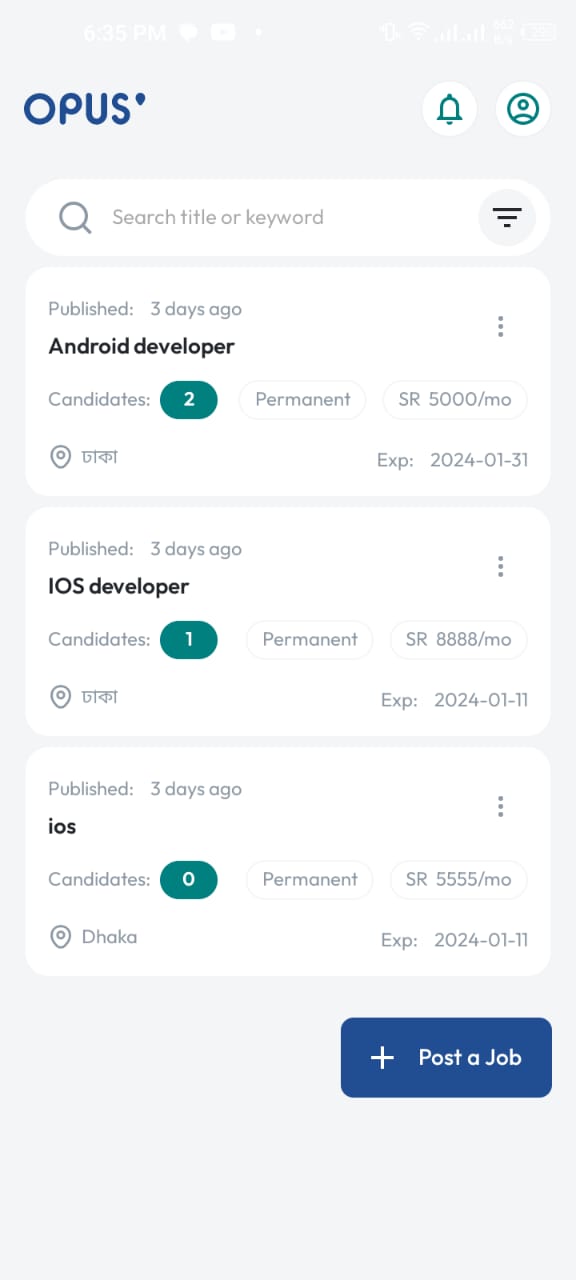 6:35 PM
OPUS
Search title or keyword
Published: 3 days ago
Android developer
Candidates: 2 Permanent SR 5000/mo
ঢাকা Exp: 2024-01-31
Published: 3 days ago
IOS developer
Candidates: 1 Permanent SR 8888/mo
ঢাকা Exp: 2024-01-11
Published: 3 days ago
ios
Candidates: 0 Permanent SR 5555/mo
Dhaka Exp: 2024-01-11
+ Post a Job